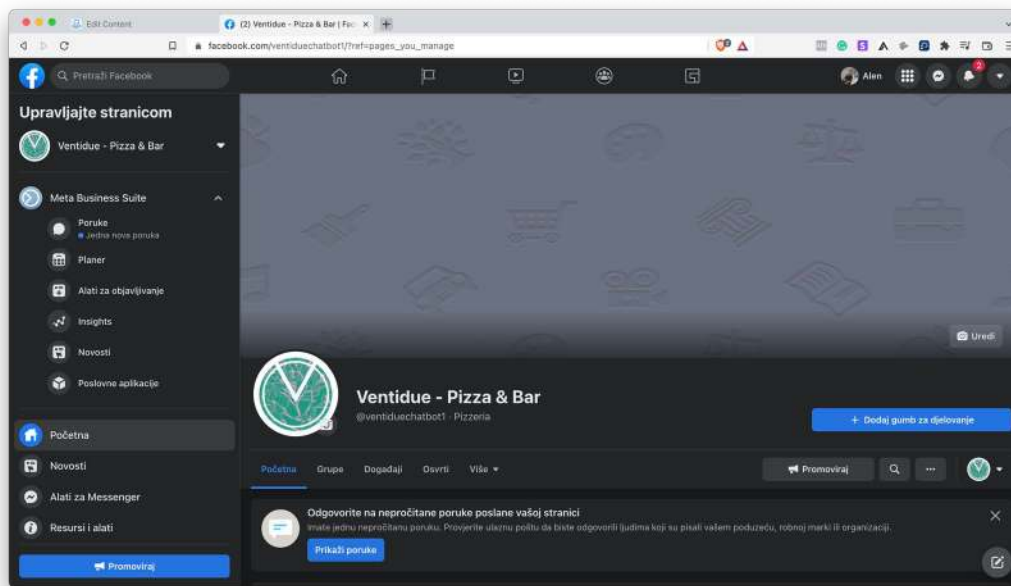 Edit Content
(2) Ventidue - Pizza & Bar | Fac
facebook.com/ventiduechatbot1/?ref=pages_you_manage
Pretraži Facebook
Alen
2
Upravljajte stranicom
Ventidue - Pizza & Bar
Meta Business Suite
Poruke
Jedna nova poruka
Planer
Alati za objavljivanje
Insights
Novosti
Poslovne aplikacije
Početna
Novosti
Alati za Messenger
Resursi i alati
Promoviraj
Uredi
Ventidue - Pizza & Bar
@ventiduechatbot1 · Pizzeria
+ Dodaj gumb za djelovanje
Početna Grupe Događaji Osvrti Više
Promoviraj
Odgovorite na nepročitane poruke poslane vašoj stranici
Imate jednu nepročitanu poruku. Provjerite ulaznu poštu da biste odgovorili ljudima koji su pisali vašem poduzeću, robnoj marki ili organizaciji.
Prikaži poruke